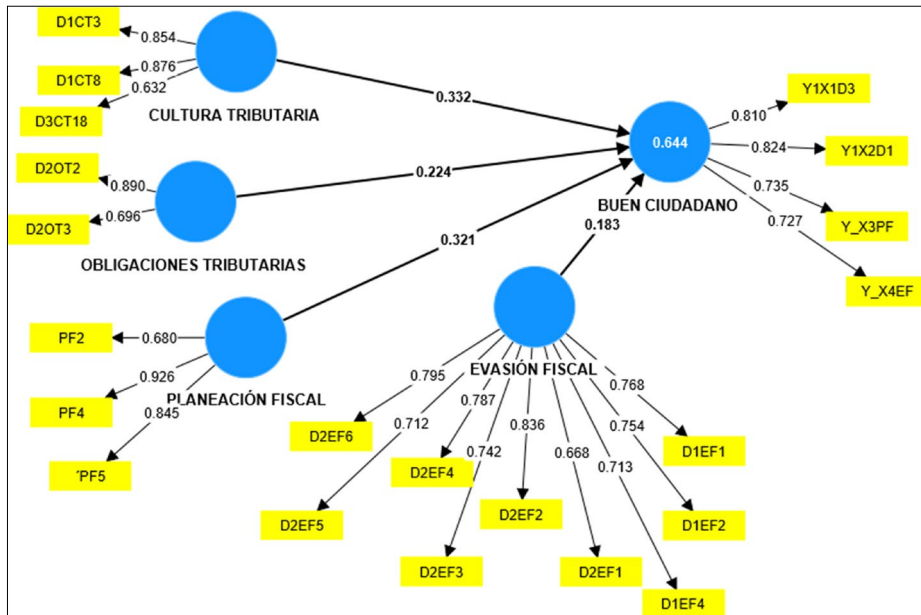 D1CT3
0.854
D1CT8
0.876
0.632
D3CT18
CULTURA TRIBUTARIA
0.332
Y1X1D3
0.810
0.644
0.824
Y1X2D1
0.735
0.727
Y_X3PF
Y_X4EF
BUEN CIUDADANO
D2OT2
0.890
0.696
D2OT3
OBLIGACIONES TRIBUTARIAS
0.224
0.183
0.321
PF2
0.680
0.926
PF4
0.845
'PF5
PLANEACIÓN FISCAL
EVASIÓN FISCAL
0.795
0.712
0.787
0.742
0.836
0.668
0.713
0.754
0.768
D2EF6
D2EF4
D1EF1
D2EF5
D2EF2
D1EF2
D2EF3
D2EF1
D1EF4